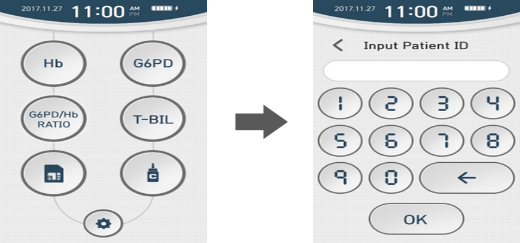 2017.11.27 11:00 AM PM
Hb G6PD
G6PD/Hb
RATIO
T-BIL
2017.11.27 11:00 AM PM
Input Patient ID
1 2 3 4
5 6 7 8
9 0
OK